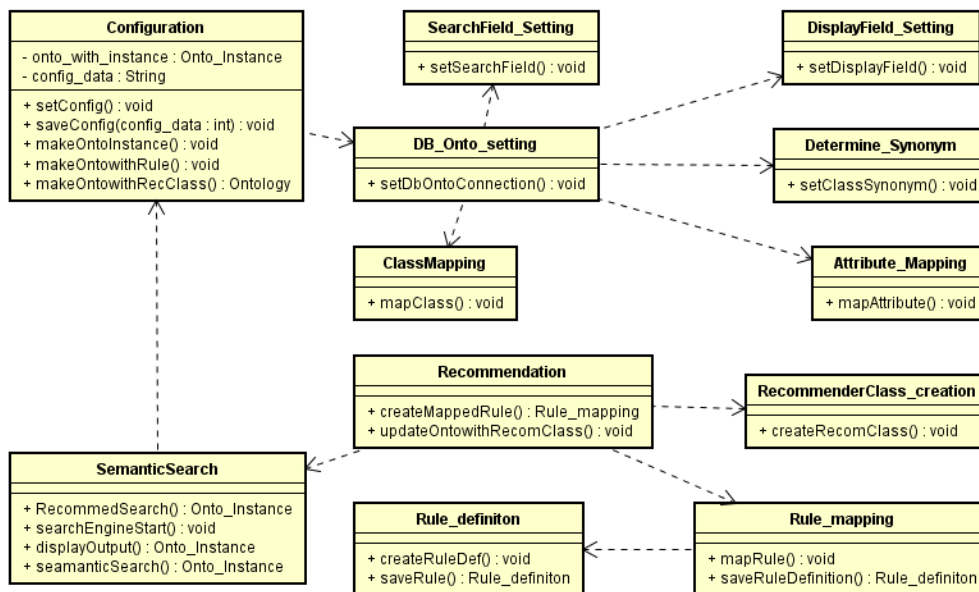 Configuration
- onto_with_instance : Onto_Instance
- config_data : String
+ setConfig() : void
+ saveConfig(config_data : int) : void
+ makeOntoInstance() : void
+ makeOntowithRule() : void
+ makeOntowithRecClass() : Ontology
SearchField_Setting
+ setSearchField() : void
DisplayField_Setting
+ setDisplayField() : void
DB_Onto_setting
+ setDbOntoConnection() : void
Determine_Synonym
+ setClassSynonym() : void
ClassMapping
+ mapClass() : void
Attribute_Mapping
+ mapAttribute() : void
Recommendation
+ createMappedRule() : Rule_mapping
+ updateOntowithRecomClass() : void
RecommenderClass_creation
+ createRecomClass() : void
SemanticSearch
+ RecommedSearch() : Onto_Instance
+ searchEngineStart() : void
+ displayOutput() : Onto_Instance
+ seamanticSearch() : Onto_Instance
Rule_definiton
+ createRuleDef() : void
+ saveRule() : Rule_definiton
Rule_mapping
+ mapRule() : void
+ saveRuleDefinition() : Rule_definiton